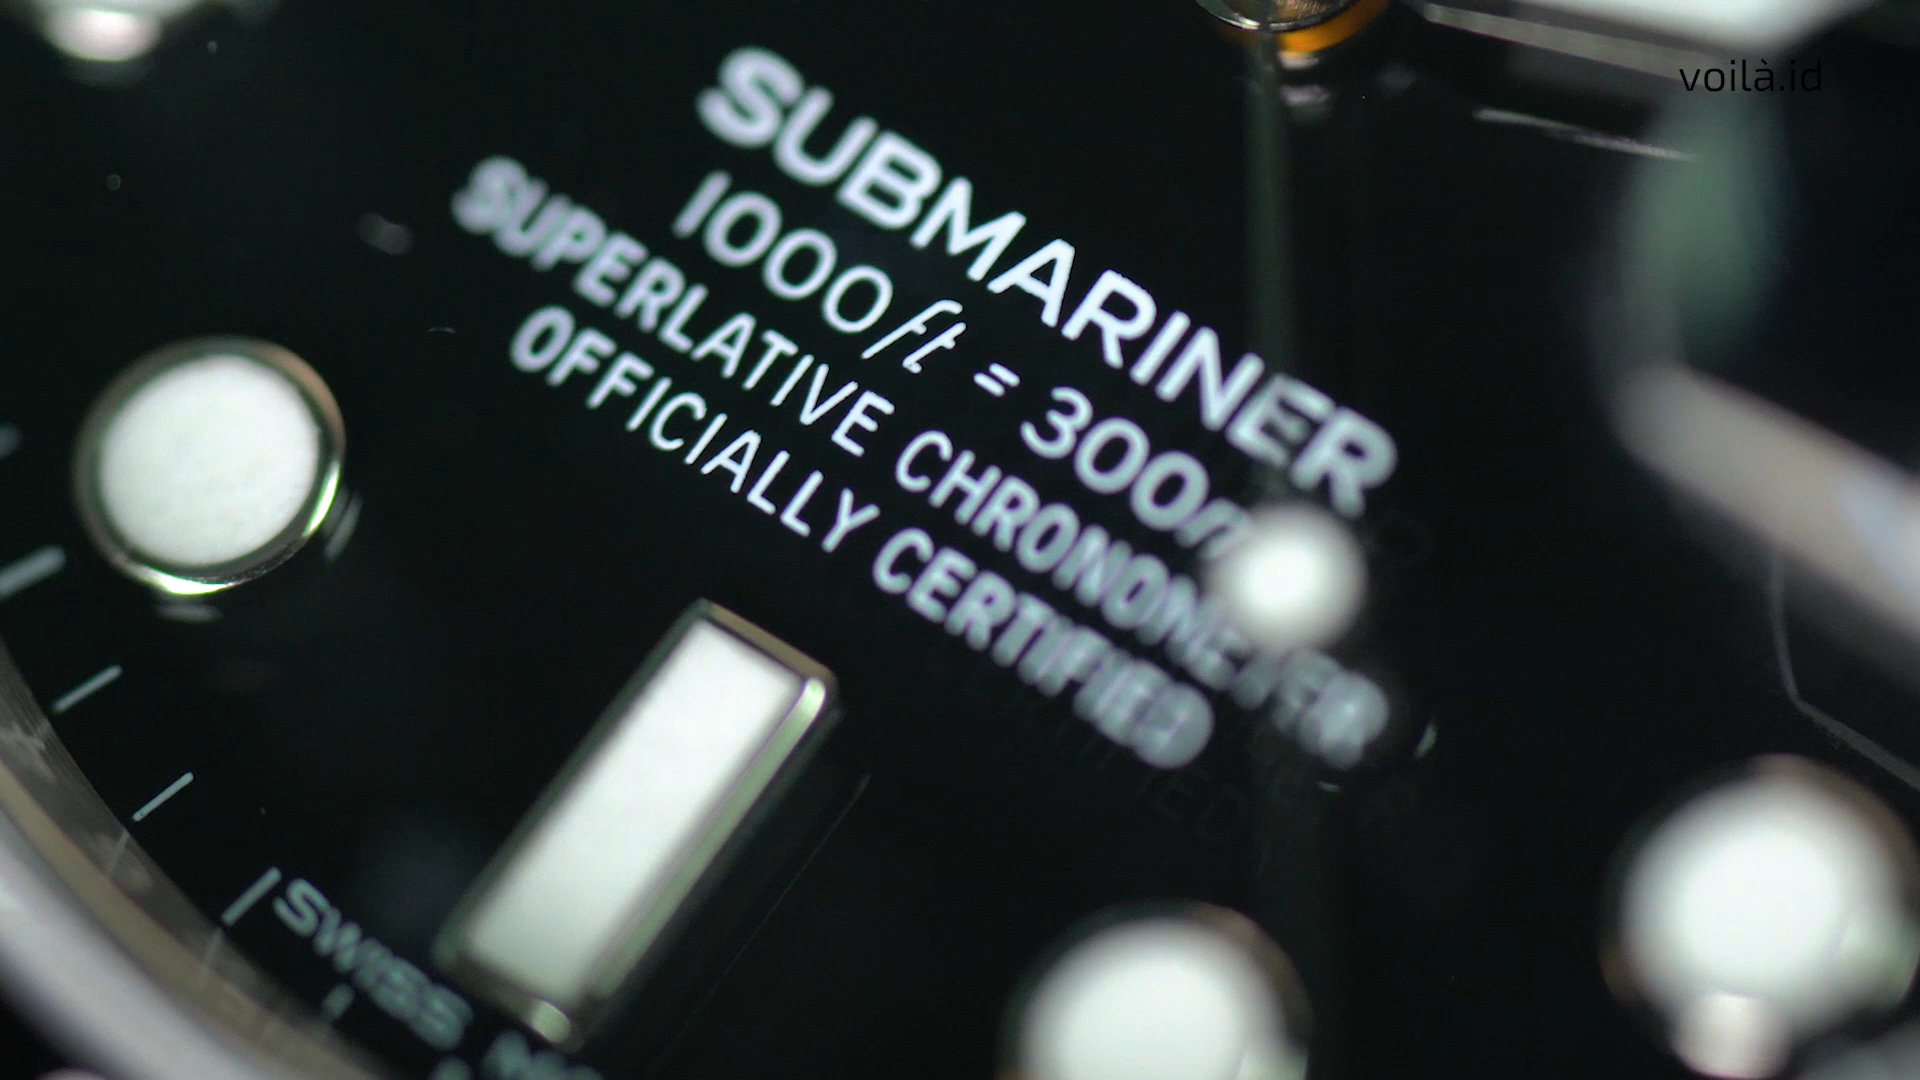 voilà.id
SUBMARINER
1000ft = 300m
SUPERLATIVE CHRONOMETER
OFFICIALLY CERTIFIED
SWISS